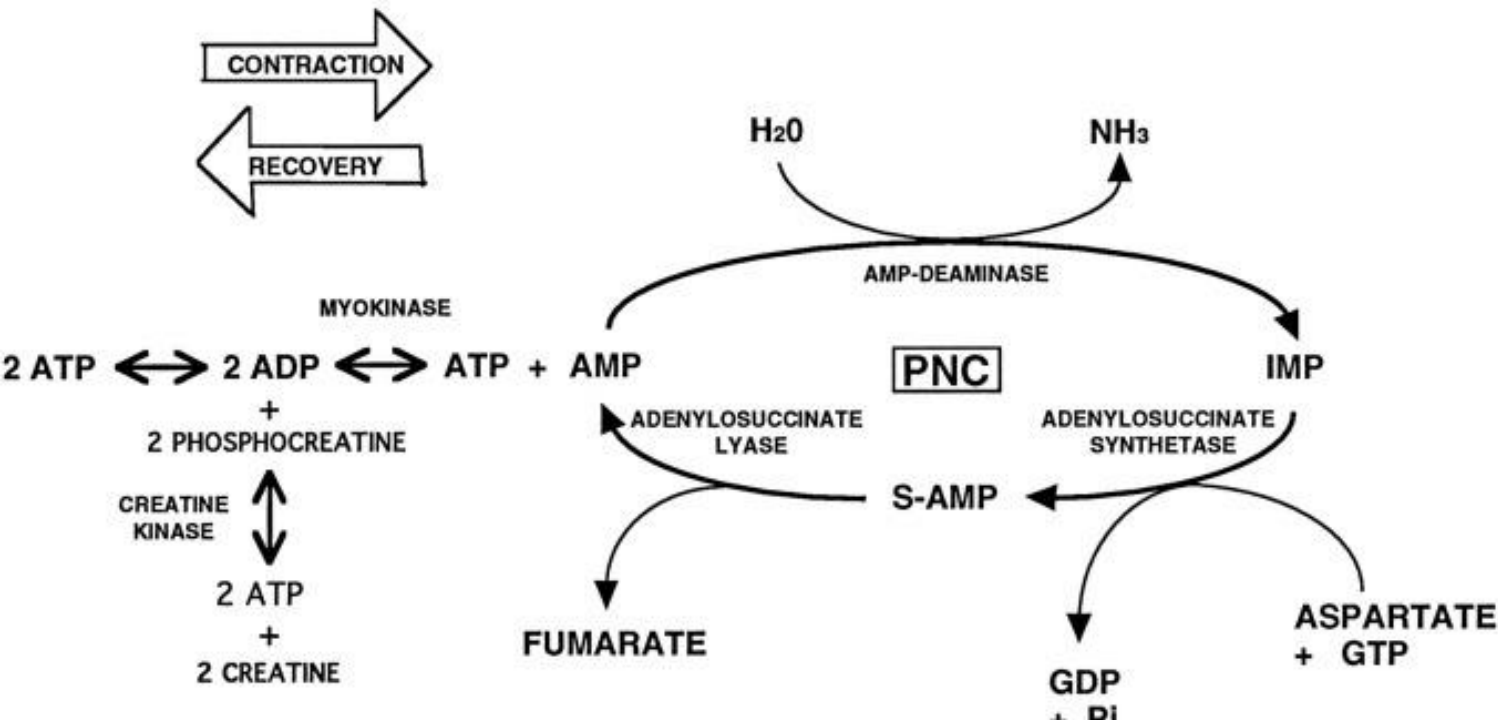 CONTRACTION
RECOVERY
H20
NH3
AMP-DEAMINASE
MYOKINASE
2 ATP 2 ADP ATP + AMP
PNC
IMP
+
2 PHOSPHOCREATINE
ADENYLOSUCCINATE
LYASE
ADENYLOSUCCINATE
SYNTHETASE
S-AMP
CREATINE
KINASE
2 ATP
+
2 CREATINE
FUMARATE
ASPARTATE
+ GTP
GDP
+ Pi